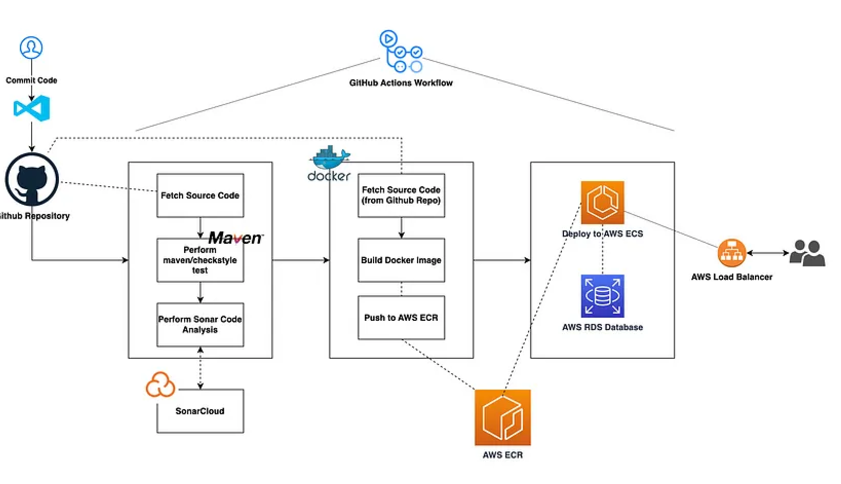 GitHub Actions Workflow
Commit Code
Github Repository
docker
Fetch Source Code
Maven
Perform
maven/checkstyle
test
Perform Sonar Code
Analysis
SonarCloud
Fetch Source Code
(from Github Repo)
Build Docker Image
Push to AWS ECR
AWS ECR
Deploy to AWS ECS
AWS RDS Database
AWS Load Balancer